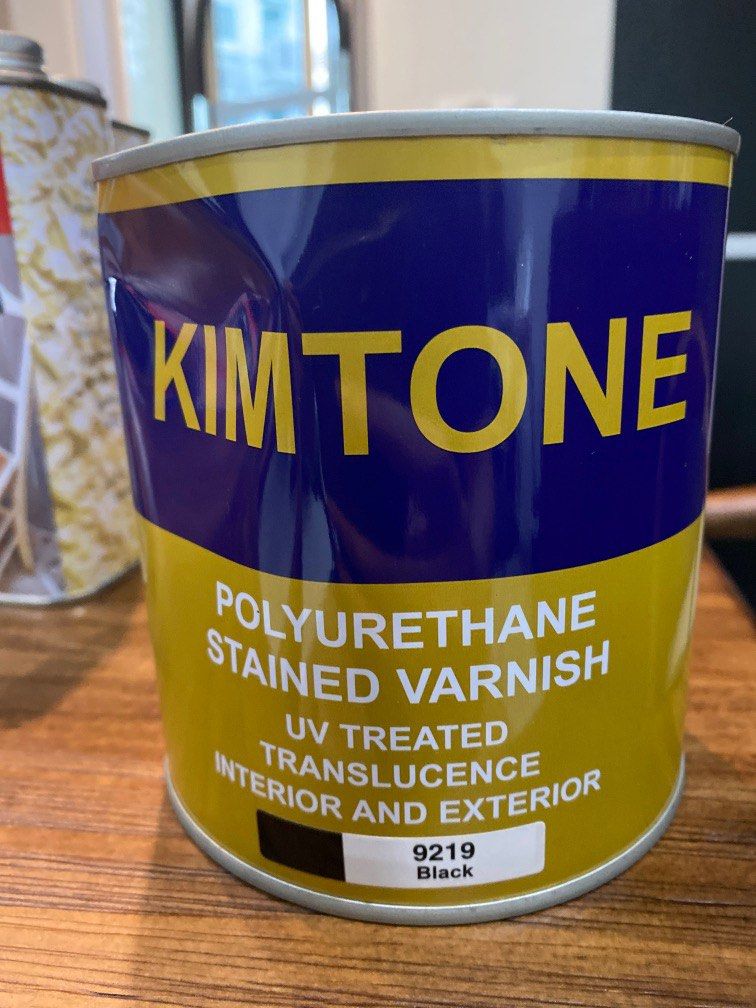 KIMTONE
POLYURETHANE
STAINED VARNISH
UV TREATED
TRANSLUCENCE
INTERIOR AND EXTERIOR
9219
Black